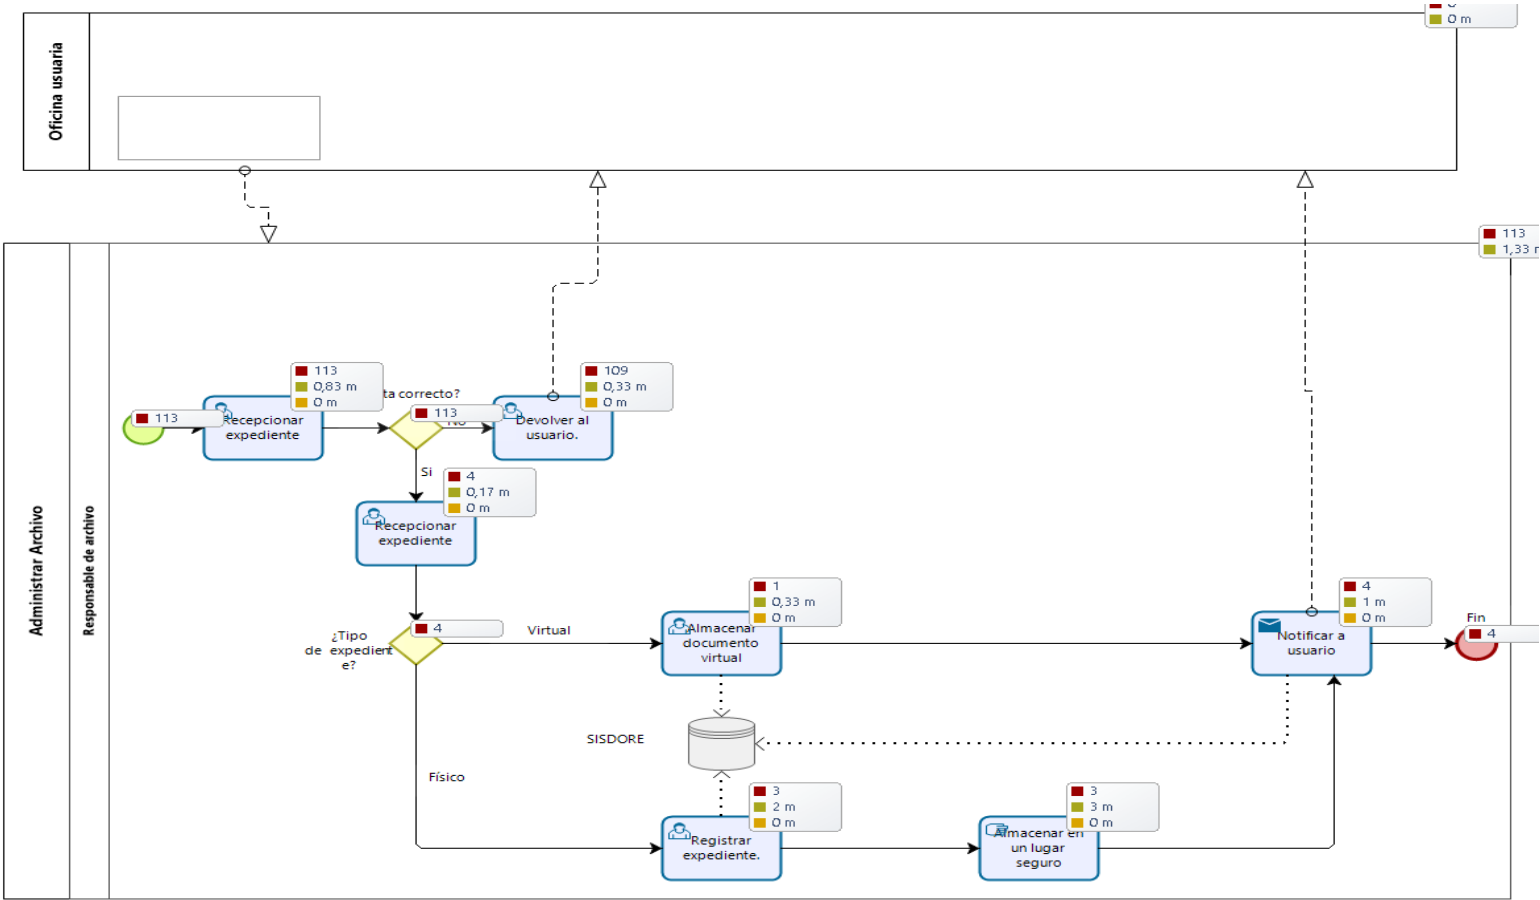 0 m
Oficina usuaria
113
1,33 m
113
0,83 m
0 m
ta correcto?
109
0,33 m
0 m
113
113
No
Recepcionar
expediente
Devolver al
usuario.
Si
4
0,17 m
0 m
Recepcionar
expediente
Administrar Archivo
Responsable de archivo
1
0,33 m
0 m
4
1 m
0 m
4
¿Tipo
de expedient
e?
Virtual
Almacenar
documento
virtual
Notificar a
usuario
Fin
4
SISDORE
Físico
3
2 m
0 m
3
3 m
0 m
Registrar
expediente.
Almacenar en
un lugar
seguro